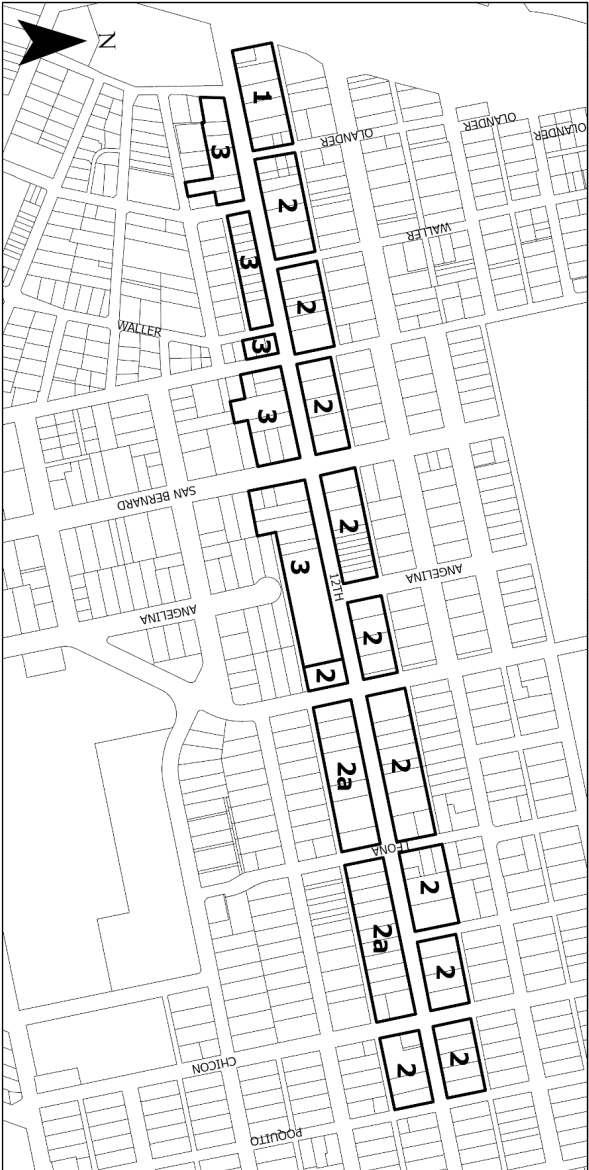 N
1
OLANDER
OLANDER
OLANDER
3
2
WALLER
3
2
WALLER
3
3
2
SAN BERNARD
2
3
12TH
ANGELINA
ANGELINA
2
2
2a
2
LEONA
2
2a
2
CHICON
2
2
POQUITO